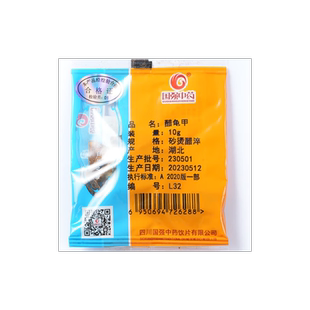 国强中药
合格证
品 名：醋龟甲
装 量：10g
规 格：砂烫醋淬
产 地：湖北
生产批号：230501
生产日期：20230512
执行标准：A 2020版一部
编 号：L32
6 950694 726288 >
四川国强中药饮片有限公司